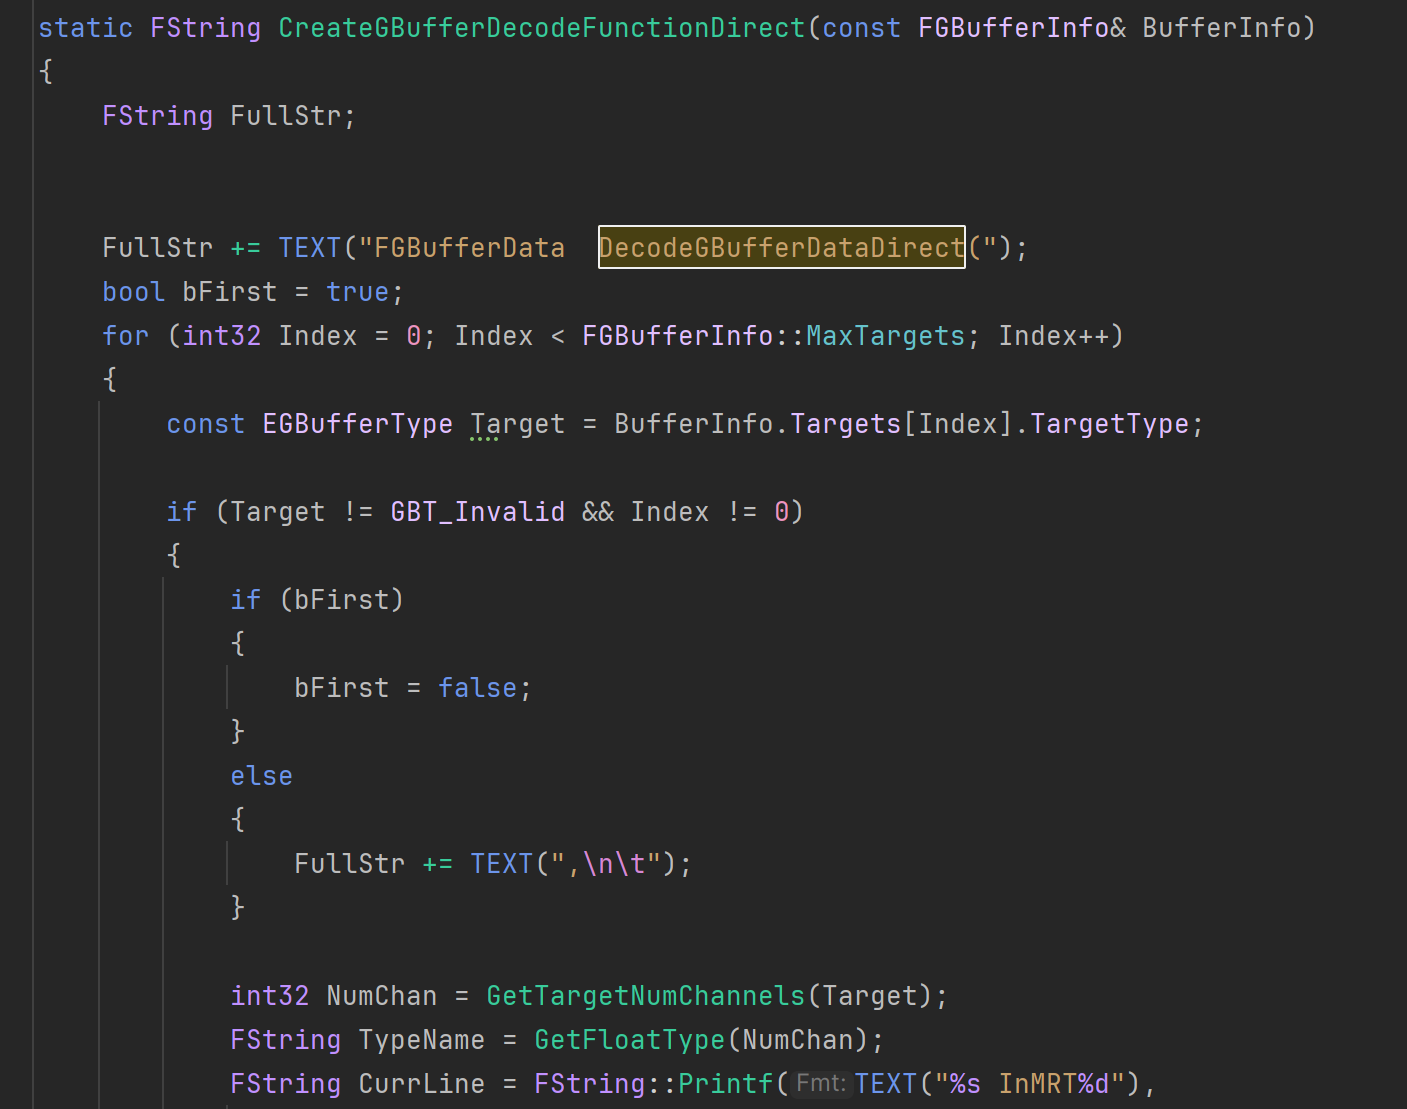 static FString CreateGBufferDecodeFunctionDirect(const FGBufferInfo& BufferInfo)
{
    FString FullStr;


    FullStr += TEXT("FGBufferData  DecodeGBufferDataDirect(");
    bool bFirst = true;
    for (int32 Index = 0; Index < FGBufferInfo::MaxTargets; Index++)
    {
        const EGBufferType Target = BufferInfo.Targets[Index].TargetType;

        if (Target != GBT_Invalid && Index != 0)
        {
            if (bFirst)
            {
                bFirst = false;
            }
            else
            {
                FullStr += TEXT(",\n\t");
            }

            int32 NumChan = GetTargetNumChannels(Target);
            FString TypeName = GetFloatType(NumChan);
            FString CurrLine = FString::Printf( Fmt: TEXT("%s InMRT%d"),